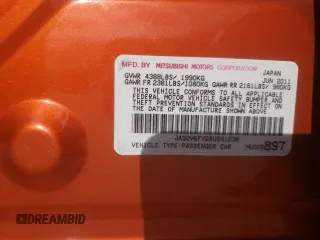 MFD. BY MITSUBISHI MOTORS CORPORATION, JAPAN
JUN 2011
GVWR 4388LBS/ 1990KG
GAWR FR 2381LBS/1080KG GAWR RR 2161LBS/ 980KG
THIS VEHICLE CONFORMS TO ALL APPLICABLE
FEDERAL MOTOR VEHICLE SAFETY, BUMPER, AND
THEFT PREVENTION STANDARDS IN EFFECT ON
THE DATE OF MANUFACTURE SHOWN ABOVE.
VEHICLE TYPE: PASSENGER CAR 897
DREAMBID